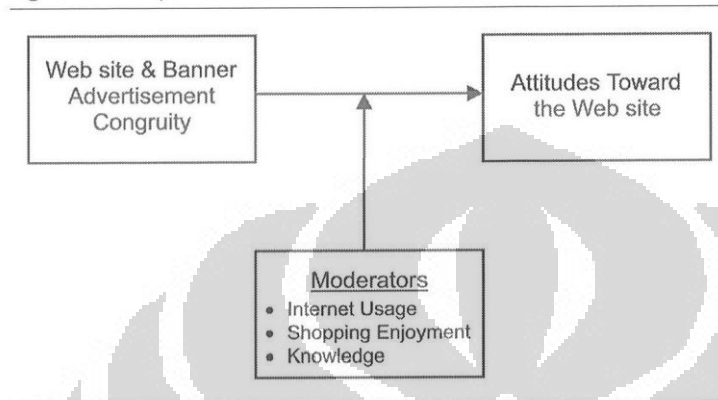 Web site & Banner
Advertisement
Congruity
Attitudes Toward
the Web site
Moderators
• Internet Usage
• Shopping Enjoyment
• Knowledge